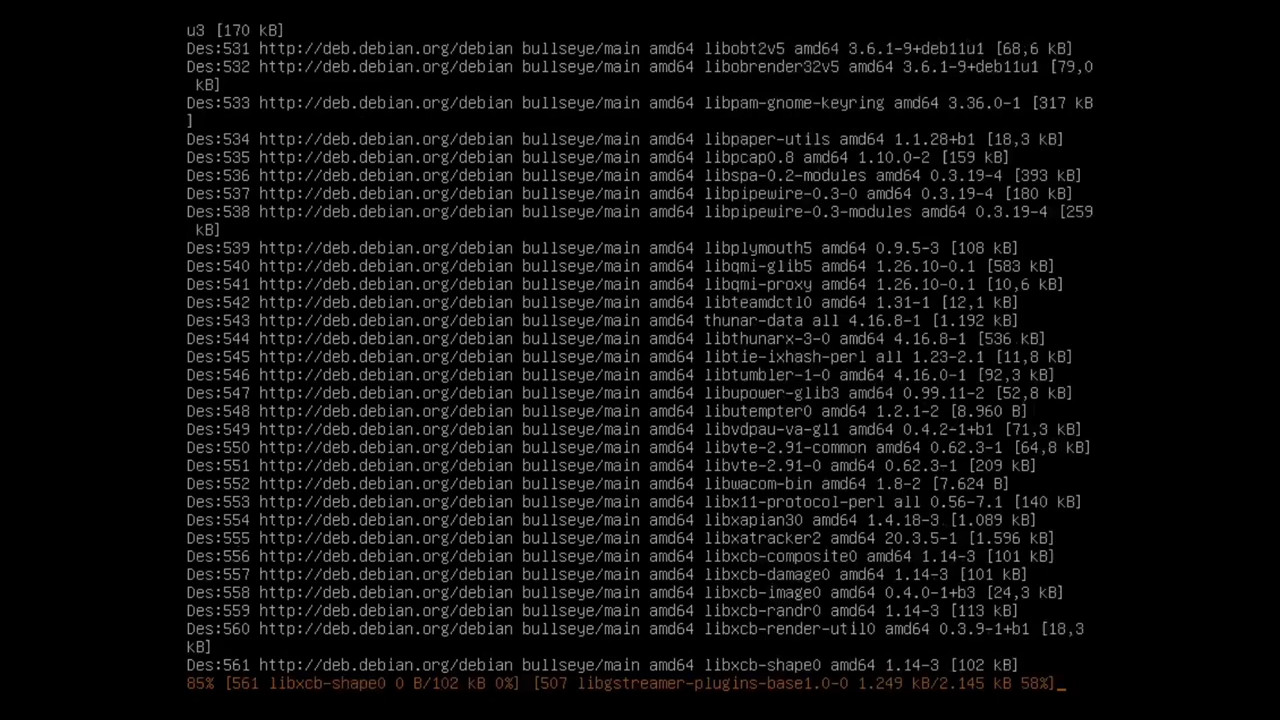 u3 [170 kB]
Des:531 http://deb.debian.org/debian bullseye/main amd64 libobt2v5 amd64 3.6.1-9+deb11u1 [68,6 kB]
Des:532 http://deb.debian.org/debian bullseye/main amd64 libobrender32v5 amd64 3.6.1-9+deb11u1 [79,0
 kB]
Des:533 http://deb.debian.org/debian bullseye/main amd64 libpam-gnome-keyring amd64 3.36.0-1 [317 kB
]
Des:534 http://deb.debian.org/debian bullseye/main amd64 libpaper-utils amd64 1.1.28+b1 [18,3 kB]
Des:535 http://deb.debian.org/debian bullseye/main amd64 libpcap0.8 amd64 1.10.0-2 [159 kB]
Des:536 http://deb.debian.org/debian bullseye/main amd64 libspa-0.2-modules amd64 0.3.19-4 [393 kB]
Des:537 http://deb.debian.org/debian bullseye/main amd64 libpipewire-0.3-0 amd64 0.3.19-4 [180 kB]
Des:538 http://deb.debian.org/debian bullseye/main amd64 libpipewire-0.3-modules amd64 0.3.19-4 [259
 kB]
Des:539 http://deb.debian.org/debian bullseye/main amd64 libplymouth5 amd64 0.9.5-3 [108 kB]
Des:540 http://deb.debian.org/debian bullseye/main amd64 libqmi-glib5 amd64 1.26.10-0.1 [583 kB]
Des:541 http://deb.debian.org/debian bullseye/main amd64 libqmi-proxy amd64 1.26.10-0.1 [10,6 kB]
Des:542 http://deb.debian.org/debian bullseye/main amd64 libteamdctl0 amd64 1.31-1 [12,1 kB]
Des:543 http://deb.debian.org/debian bullseye/main amd64 thunar-data all 4.16.8-1 [1.192 kB]
Des:544 http://deb.debian.org/debian bullseye/main amd64 libthunarx-3-0 amd64 4.16.8-1 [536 kB]
Des:545 http://deb.debian.org/debian bullseye/main amd64 libtie-ixhash-perl all 1.23-2.1 [11,8 kB]
Des:546 http://deb.debian.org/debian bullseye/main amd64 libtumbler-1-0 amd64 4.16.0-1 [92,3 kB]
Des:547 http://deb.debian.org/debian bullseye/main amd64 libupower-glib3 amd64 0.99.11-2 [52,8 kB]
Des:548 http://deb.debian.org/debian bullseye/main amd64 libutempter0 amd64 1.2.1-2 [8.960 B]
Des:549 http://deb.debian.org/debian bullseye/main amd64 libvdpau-va-gl1 amd64 0.4.2-1+b1 [71,3 kB]
Des:550 http://deb.debian.org/debian bullseye/main amd64 libvte-2.91-common amd64 0.62.3-1 [64,8 kB]
Des:551 http://deb.debian.org/debian bullseye/main amd64 libvte-2.91-0 amd64 0.62.3-1 [209 kB]
Des:552 http://deb.debian.org/debian bullseye/main amd64 libwacom-bin amd64 1.8-2 [7.624 B]
Des:553 http://deb.debian.org/debian bullseye/main amd64 libx11-protocol-perl all 0.56-7.1 [140 kB]
Des:554 http://deb.debian.org/debian bullseye/main amd64 libxapian30 amd64 1.4.18-3 [1.089 kB]
Des:555 http://deb.debian.org/debian bullseye/main amd64 libxatracker2 amd64 20.3.5-1 [1.596 kB]
Des:556 http://deb.debian.org/debian bullseye/main amd64 libxcb-composite0 amd64 1.14-3 [101 kB]
Des:557 http://deb.debian.org/debian bullseye/main amd64 libxcb-damage0 amd64 1.14-3 [101 kB]
Des:558 http://deb.debian.org/debian bullseye/main amd64 libxcb-image0 amd64 0.4.0-1+b3 [24,3 kB]
Des:559 http://deb.debian.org/debian bullseye/main amd64 libxcb-randr0 amd64 1.14-3 [113 kB]
Des:560 http://deb.debian.org/debian bullseye/main amd64 libxcb-render-util0 amd64 0.3.9-1+b1 [18,3
kB]
Des:561 http://deb.debian.org/debian bullseye/main amd64 libxcb-shape0 amd64 1.14-3 [102 kB]
85% [561 libxcb-shape0 0 B/102 kB 0%] [507 libgstreamer-plugins-base1.0-0 1.249 kB/2.145 kB 58%]_